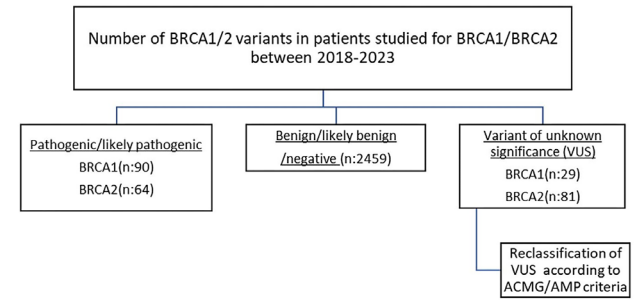 Number of BRCA1/2 variants in patients studied for BRCA1/BRCA2
between 2018-2023
Pathogenic/likely pathogenic
BRCA1(n:90)
BRCA2(n:64)
Benign/likely benign
/negative (n:2459)
Variant of unknown
significance (VUS)
BRCA1(n:29)
BRCA2(n:81)
Reclassification of
VUS according to
ACMG/AMP criteria